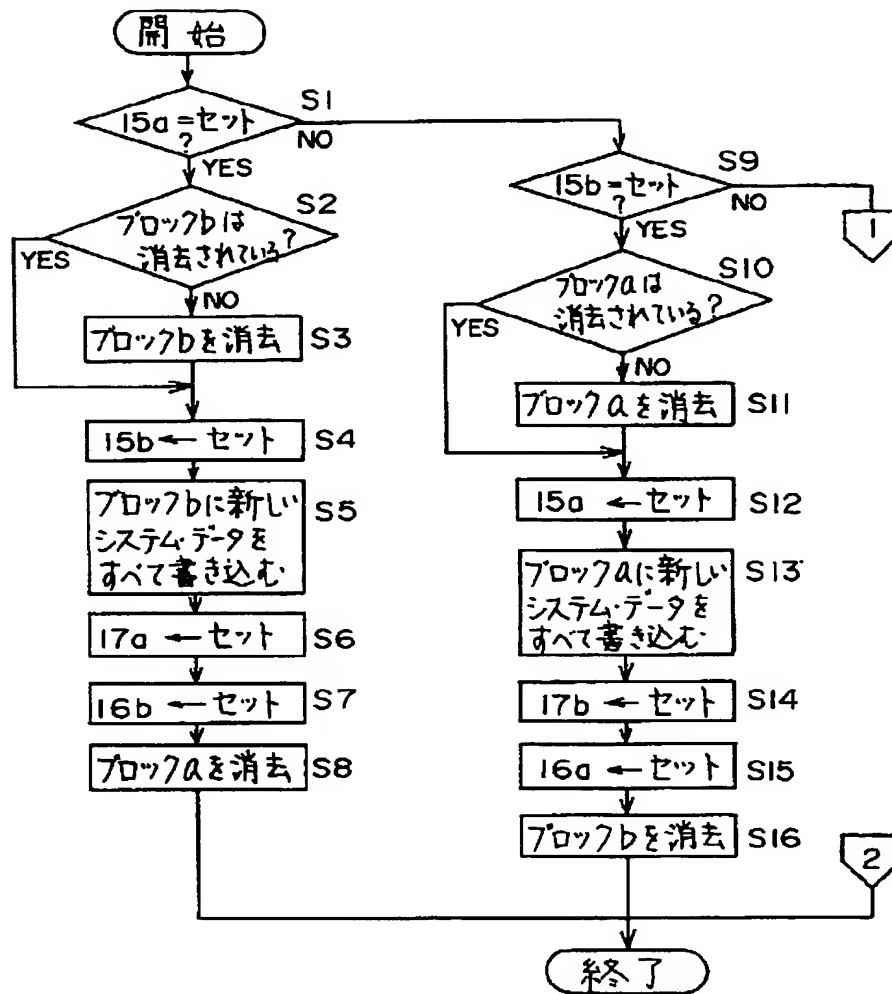 開始
S1
15a=セット
?
NO
YES
S2
ブロックbは
消去されている?
YES
NO
ブロックbを消去
S3
15b ← セット
S4
ブロックbに新しい
システム・データを
すべて書き込む
S5
17a ← セット
S6
16b ← セット
S7
ブロックaを消去
S8
S9
15b=セット
?
NO
1
YES
S10
ブロックaは
消去されている?
YES
NO
ブロックaを消去
S11
15a ← セット
S12
ブロックaに新しい
システム・データを
すべて書き込む
S13
17b ← セット
S14
16a ← セット
S15
ブロックbを消去
S16
2
終了